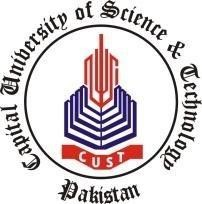 Capital University of Science & Technology
CUST
Pakistan